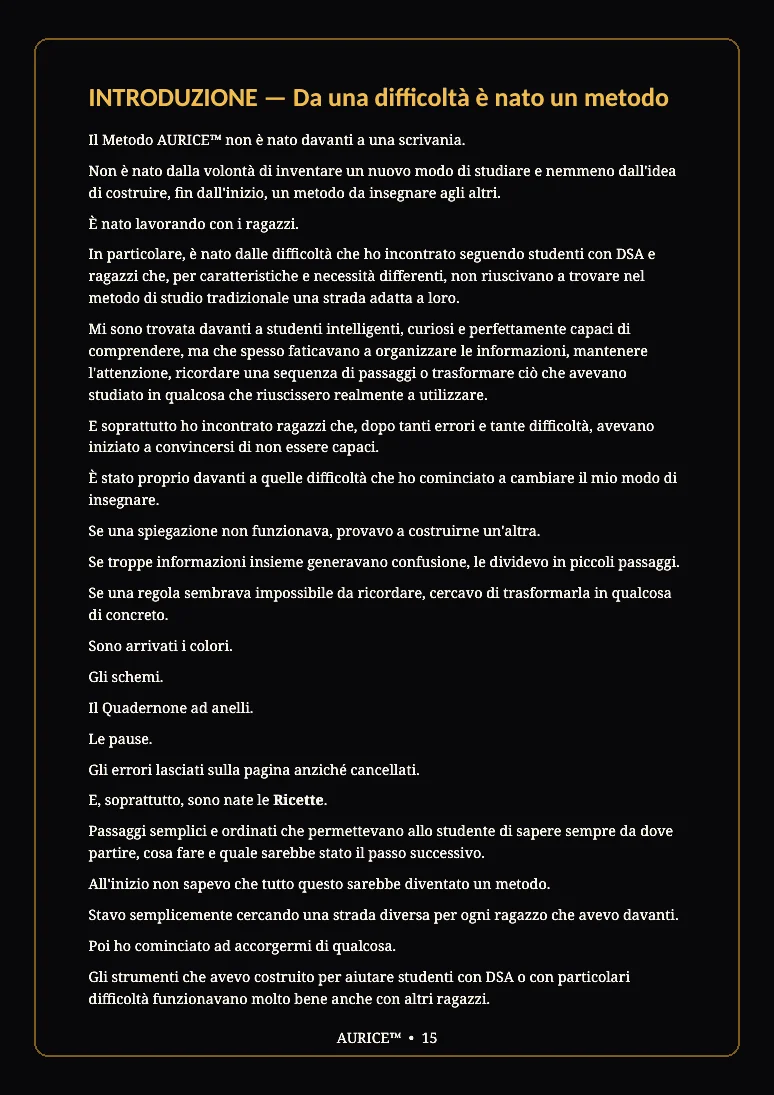 INTRODUZIONE — Da una difficoltà è nato un metodo
Il Metodo AURICE™ non è nato davanti a una scrivania.
Non è nato dalla volontà di inventare un nuovo modo di studiare e nemmeno dall'idea
di costruire, fin dall'inizio, un metodo da insegnare agli altri.
È nato lavorando con i ragazzi.
In particolare, è nato dalle difficoltà che ho incontrato seguendo studenti con DSA e
ragazzi che, per caratteristiche e necessità differenti, non riuscivano a trovare nel
metodo di studio tradizionale una strada adatta a loro.
Mi sono trovata davanti a studenti intelligenti, curiosi e perfettamente capaci di
comprendere, ma che spesso faticavano a organizzare le informazioni, mantenere
l'attenzione, ricordare una sequenza di passaggi o trasformare ciò che avevano
studiato in qualcosa che riuscissero realmente a utilizzare.
E soprattutto ho incontrato ragazzi che, dopo tanti errori e tante difficoltà, avevano
iniziato a convincersi di non essere capaci.
È stato proprio davanti a quelle difficoltà che ho cominciato a cambiare il mio modo di
insegnare.
Se una spiegazione non funzionava, provavo a costruirne un'altra.
Se troppe informazioni insieme generavano confusione, le dividevo in piccoli passaggi.
Se una regola sembrava impossibile da ricordare, cercavo di trasformarla in qualcosa
di concreto.
Sono arrivati i colori.
Gli schemi.
Il Quadernone ad anelli.
Le pause.
Gli errori lasciati sulla pagina anziché cancellati.
E, soprattutto, sono nate le Ricette.
Passaggi semplici e ordinati che permettevano allo studente di sapere sempre da dove
partire, cosa fare e quale sarebbe stato il passo successivo.
All'inizio non sapevo che tutto questo sarebbe diventato un metodo.
Stavo semplicemente cercando una strada diversa per ogni ragazzo che avevo davanti.
Poi ho cominciato ad accorgermi di qualcosa.
Gli strumenti che avevo costruito per aiutare studenti con DSA o con particolari
difficoltà funzionavano molto bene anche con altri ragazzi.
AURICE™ • 15